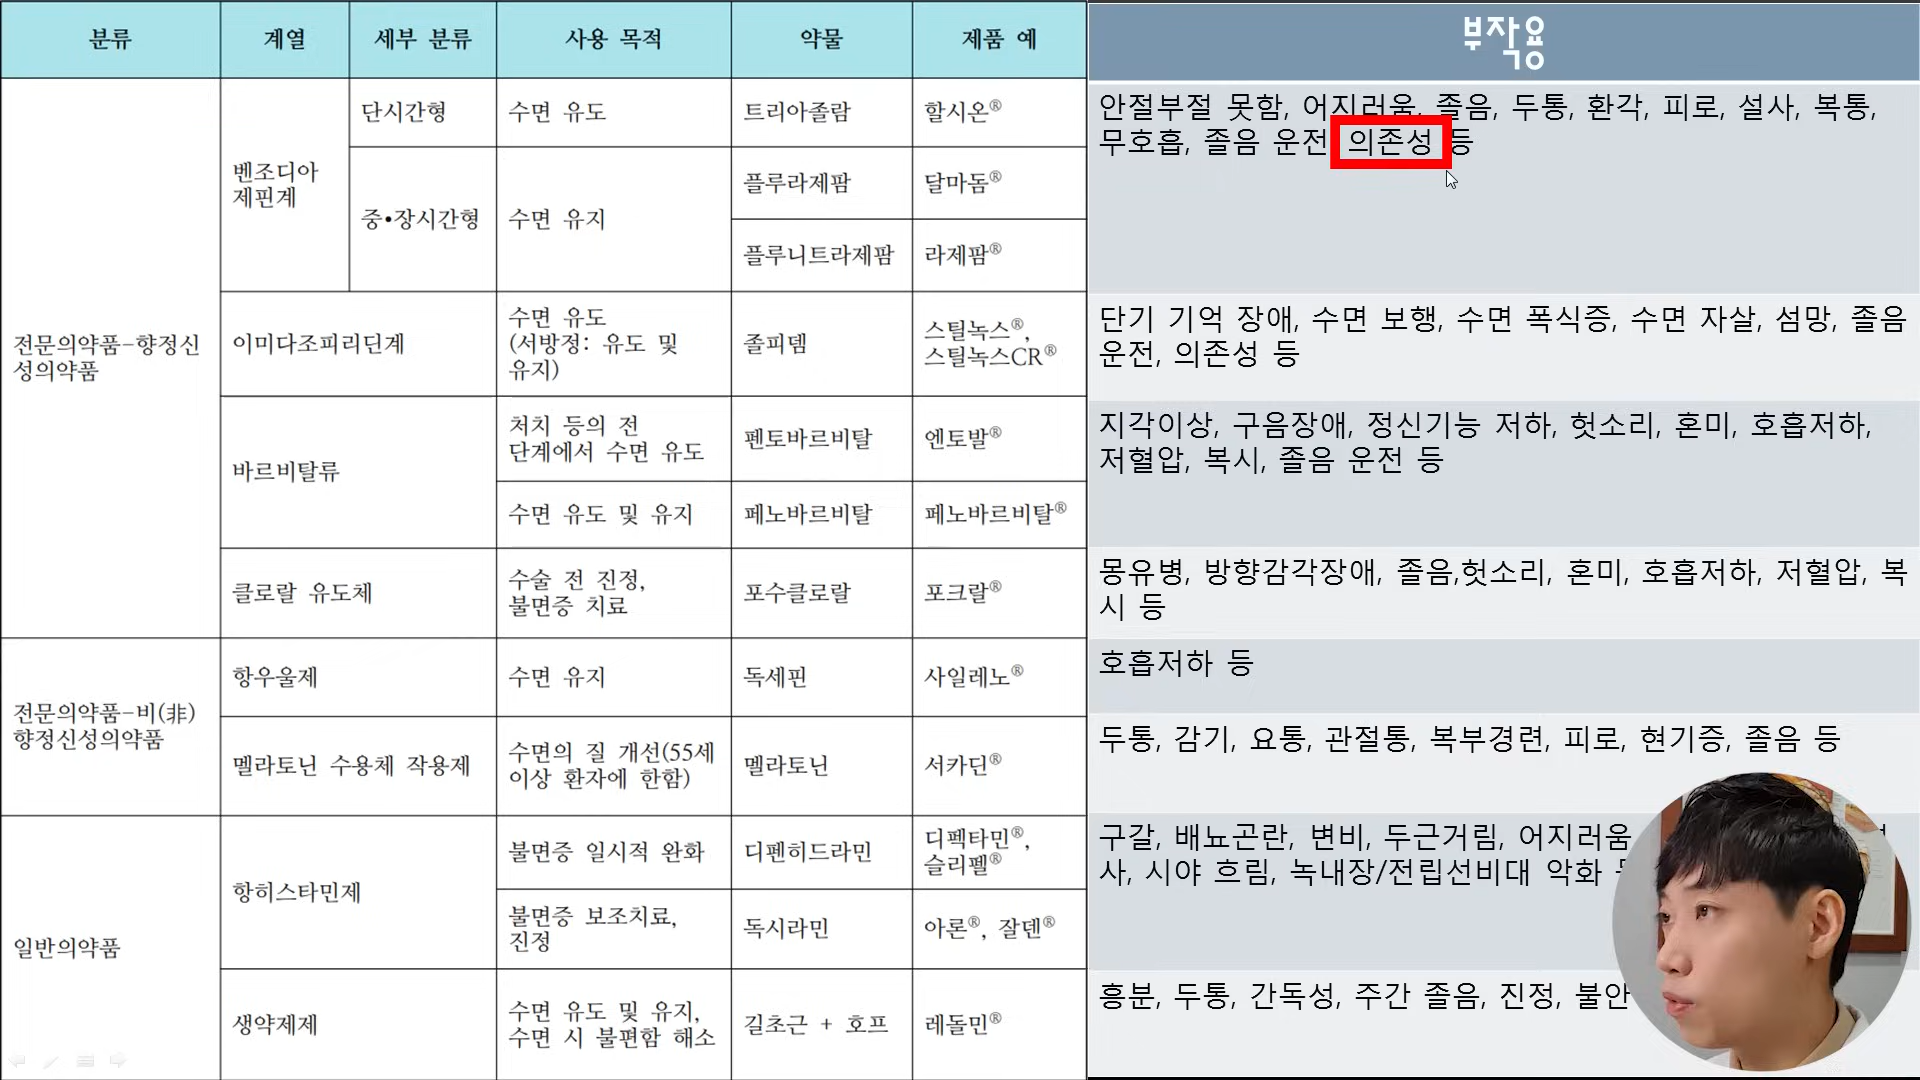 분류 계열 세부 분류 사용 목적 약물 제품 예 부작용
전문의약품-향정신
성의약품
벤조디아
제핀계
단시간형 수면 유도 트리아졸람 할시온®
안절부절 못함, 어지러움, 졸음, 두통, 환각, 피로, 설사, 복통,
무호흡, 졸음 운전 의존성 등
중•장시간형 수면 유지 플루라제팜 달마돔®
플루니트라제팜 라제팜®
이미다조피리딘계
수면 유도
(서방정: 유도 및
유지)
졸피뎀
스틸녹스®,
스틸녹스CR®
단기 기억 장애, 수면 보행, 수면 폭식증, 수면 자살, 섬망, 졸음
운전, 의존성 등
바르비탈류
처치 등의 전
단계에서 수면 유도
펜토바르비탈 엔토발®
지각이상, 구음장애, 정신기능 저하, 헛소리, 혼미, 호흡저하,
저혈압, 복시, 졸음 운전 등
수면 유도 및 유지 페노바르비탈 페노바르비탈®
클로랄 유도체
수술 전 진정,
불면증 치료
포수클로랄 포크랄®
몽유병, 방향감각장애, 졸음,헛소리, 혼미, 호흡저하, 저혈압, 복
시 등
전문의약품-비(非)
향정신성의약품
항우울제 수면 유지 독세핀 사일레노®
호흡저하 등
멜라토닌 수용체 작용제
수면의 질 개선(55세
이상 환자에 한함)
멜라토닌 서카딘®
두통, 감기, 요통, 관절통, 복부경련, 피로, 현기증, 졸음 등
일반의약품
항히스타민제
불면증 일시적 완화 디펜히드라민
디펙타민®,
슬리펠®
구갈, 배뇨곤란, 변비, 두근거림, 어지러움
사, 시야 흐림, 녹내장/전립선비대 악화
불면증 보조치료,
진정
독시라민 아론®, 잘덴®
생약제제
수면 유도 및 유지,
수면 시 불편함 해소
길초근 + 호프 레돌민®
흥분, 두통, 간독성, 주간 졸음, 진정, 불안